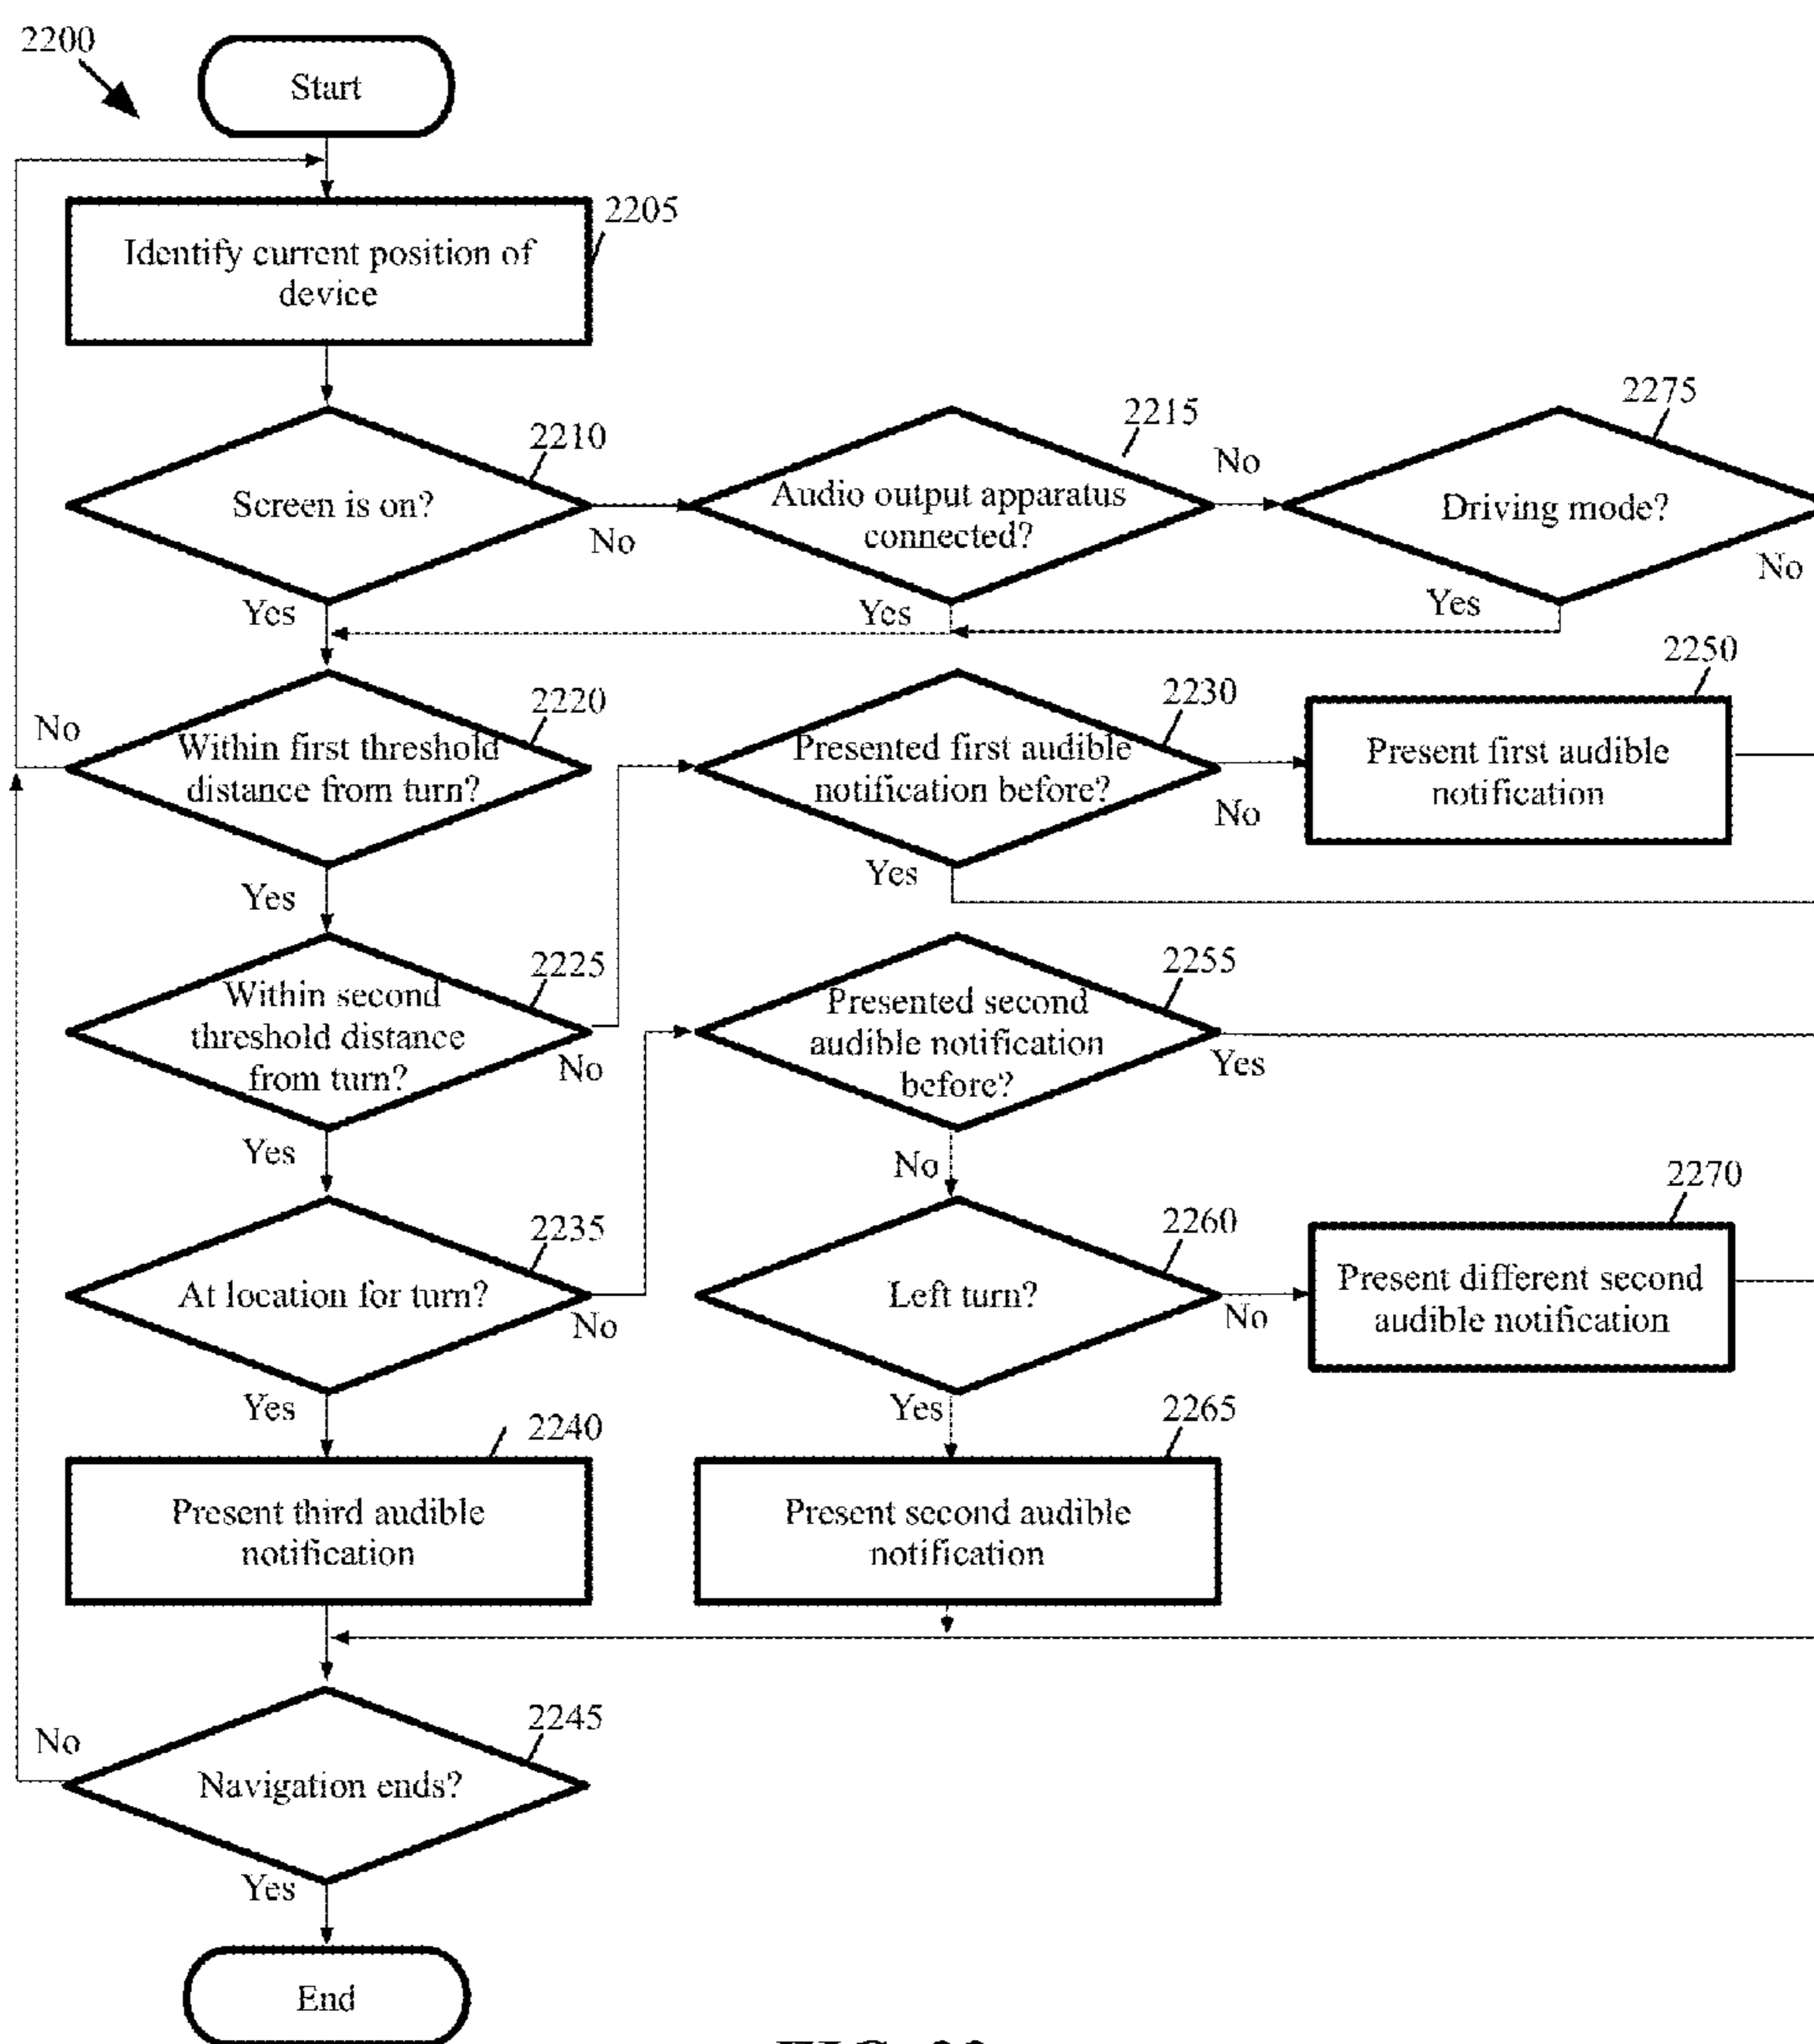 2200
Start
2205
Identify current position of
device
2210
Screen is on?
No
Yes
2215
Audio output apparatus
connected?
No
Yes
2275
Driving mode?
No
Yes
2220
Within first threshold
distance from turn?
No
Yes
2230
Presented first audible
notification before?
No
Yes
2250
Present first audible
notification
2225
Within second
threshold distance
from turn?
No
Yes
2255
Presented second
audible notification
before?
Yes
No
2235
At location for turn?
No
Yes
2260
Left turn?
No
Yes
2270
Present different second
audible notification
2240
Present third audible
notification
2265
Present second audible
notification
2245
Navigation ends?
No
Yes
End